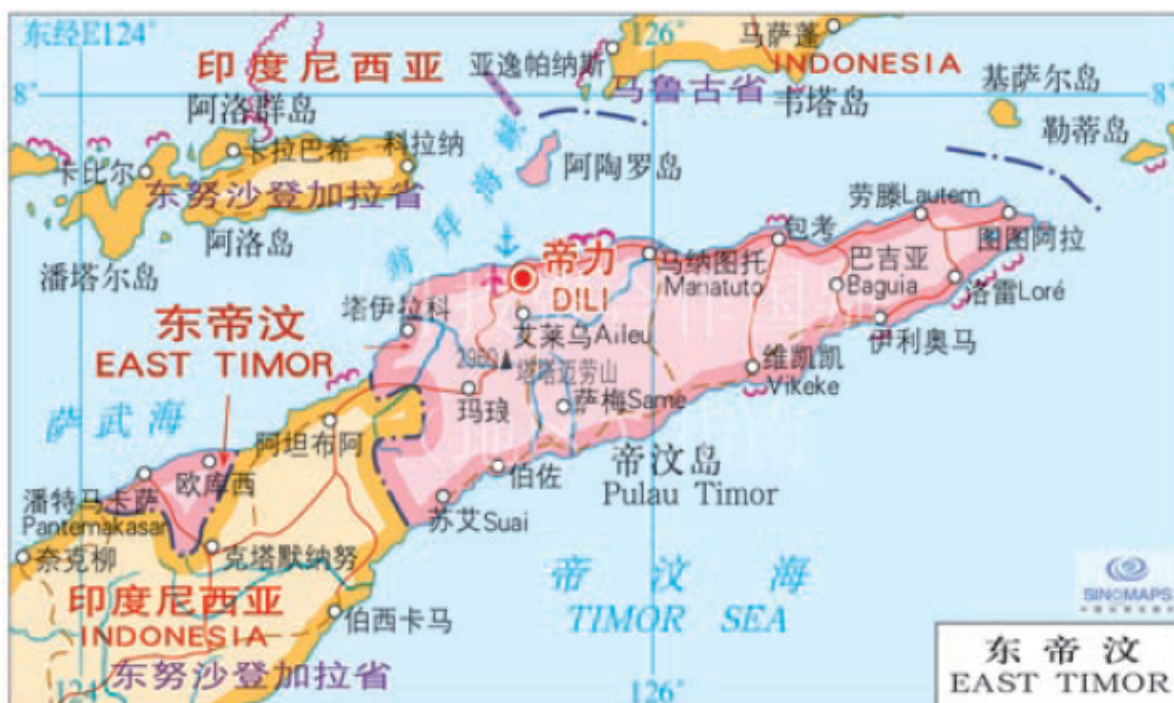 东经E124°
126°
马萨蓬
印度尼西亚
亚逸帕纳斯
INDONESIA
基萨尔岛
8°
马鲁古省
韦塔岛
8°
阿洛群岛
勒蒂岛
卡拉巴希
科拉纳
阿陶罗岛
卡比尔
东努沙登加拉省
劳滕Lautem
阿洛岛
包考
图图阿拉
潘塔尔岛
帝力
DILI
马纳图托
Manatuto
巴吉亚
Baguia
洛雷Loré
塔伊拉科
东帝汶
EAST TIMOR
艾莱乌Aileu
伊利奥马
2960
塔塔迈劳山
维凯凯
Vikeke
玛琅
萨梅Same
萨武海
阿坦布阿
帝汶岛
Pulau Timor
欧库西
伯佐
潘特马卡萨
Pantemakasar
苏艾Suai
奈克柳
克塔默纳努
帝汶海
TIMOR SEA
SINOMAPS
印度尼西亚
INDONESIA
伯西卡马
东努沙登加拉省
124°
126°
东帝汶
EAST TIMOR